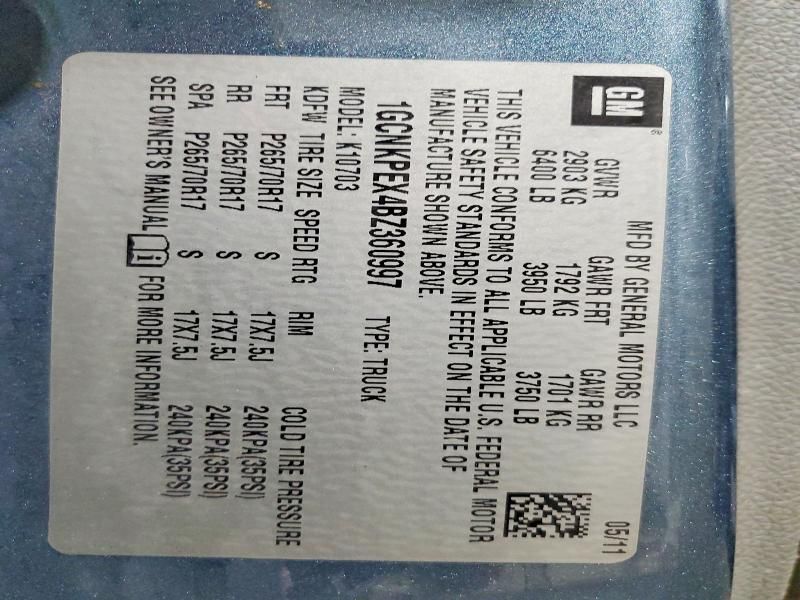 MFD BY GENERAL MOTORS LLC 05/11
GM ®
GVWR GAWR FRT GAWR RR
2903 KG 1792 KG 1701 KG
6400 LB 3950 LB 3750 LB
THIS VEHICLE CONFORMS TO ALL APPLICABLE U.S. FEDERAL MOTOR
VEHICLE SAFETY STANDARDS IN EFFECT ON THE DATE OF
MANUFACTURE SHOWN ABOVE.
1GCNKPEX4BZ360997 TYPE: TRUCK
MODEL: K10703
KDFW TIRE SIZE SPEED RTG RIM COLD TIRE PRESSURE
FRT P265/70R17 S 17X7.5J 240KPA(35PSI)
RR P265/70R17 S 17X7.5J 240KPA(35PSI)
SPA P265/70R17 S 17X7.5J 240KPA(35PSI)
SEE OWNER'S MANUAL i FOR MORE INFORMATION.